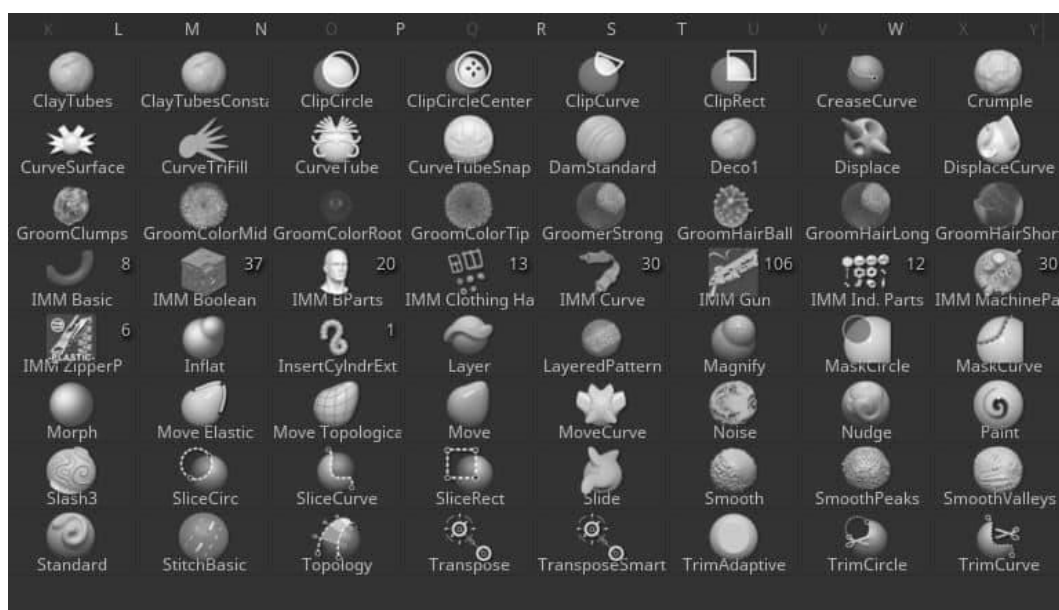 K L M N O P Q R S T U V W X Y
ClayTubes ClayTubesConsta ClipCircle ClipCircleCenter ClipCurve ClipRect CreaseCurve Crumple
CurveSurface CurveTriFill CurveTube CurveTubeSnap DamStandard Deco1 Displace DisplaceCurve
GroomClumps GroomColorMid GroomColorRoot GroomColorTip GroomerStrong GroomHairBall GroomHairLong GroomHairShor
8 37 20 13 30 106 12 30
IMM Basic IMM Boolean IMM BParts IMM Clothing Ha IMM Curve IMM Gun IMM Ind. Parts IMM MachinePa
6 1
PLASTIC-
IMM ZipperP Inflat InsertCylndrExt Layer LayeredPattern Magnify MaskCircle MaskCurve
Morph Move Elastic Move Topologica Move MoveCurve Noise Nudge Paint
Slash3 SliceCirc SliceCurve SliceRect Slide Smooth SmoothPeaks SmoothValleys
Standard StitchBasic Topology Transpose TransposeSmart TrimAdaptive TrimCircle TrimCurve